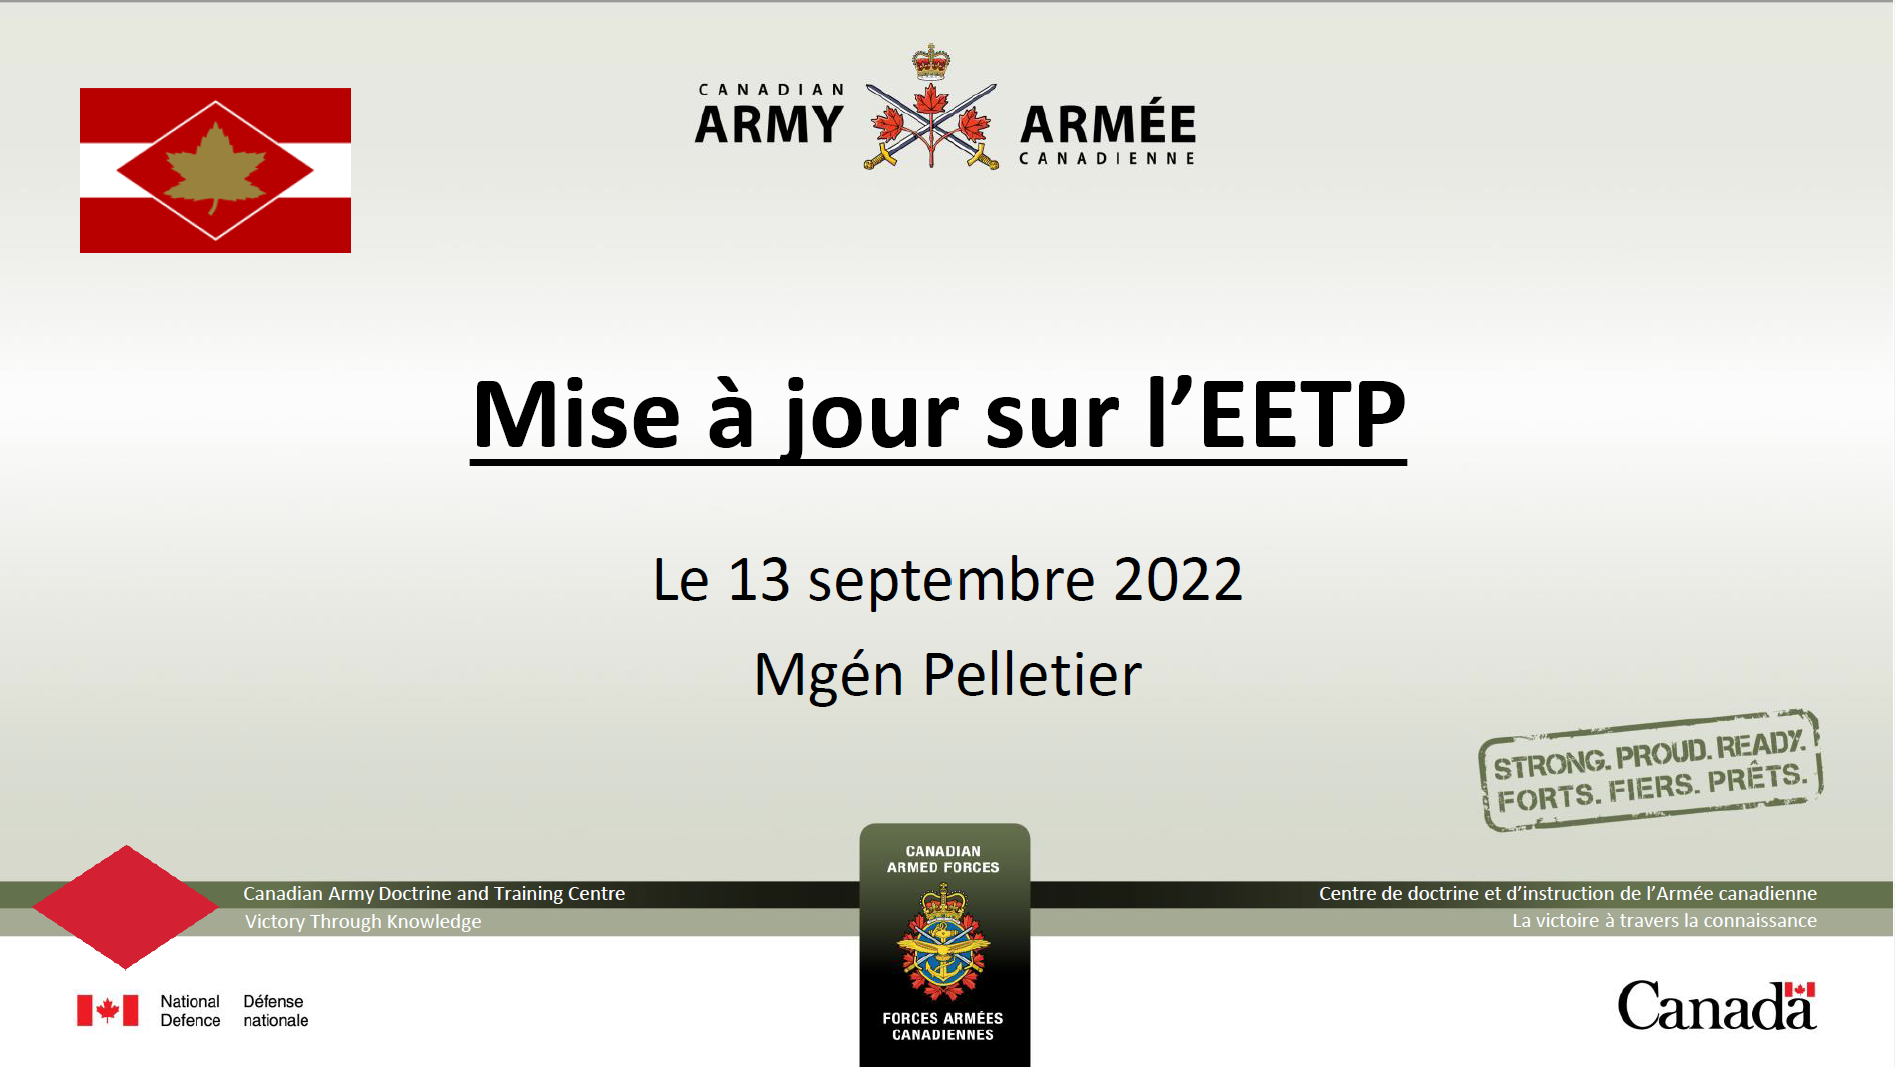 CANADIAN
ARMY
ARMÉE
CANADIENNE
Mise à jour sur l’EETP
Le 13 septembre 2022
Mgén Pelletier
STRONG. PROUD. READY.
FORTS. FIERS. PRÊTS.
CANADIAN
ARMED FORCES
Canadian Army Doctrine and Training Centre
Victory Through Knowledge
Centre de doctrine et d’instruction de l’Armée canadienne
La victoire à travers la connaissance
National
Defence
Défense
nationale
FORCES ARMÉES
CANADIENNES
Canada